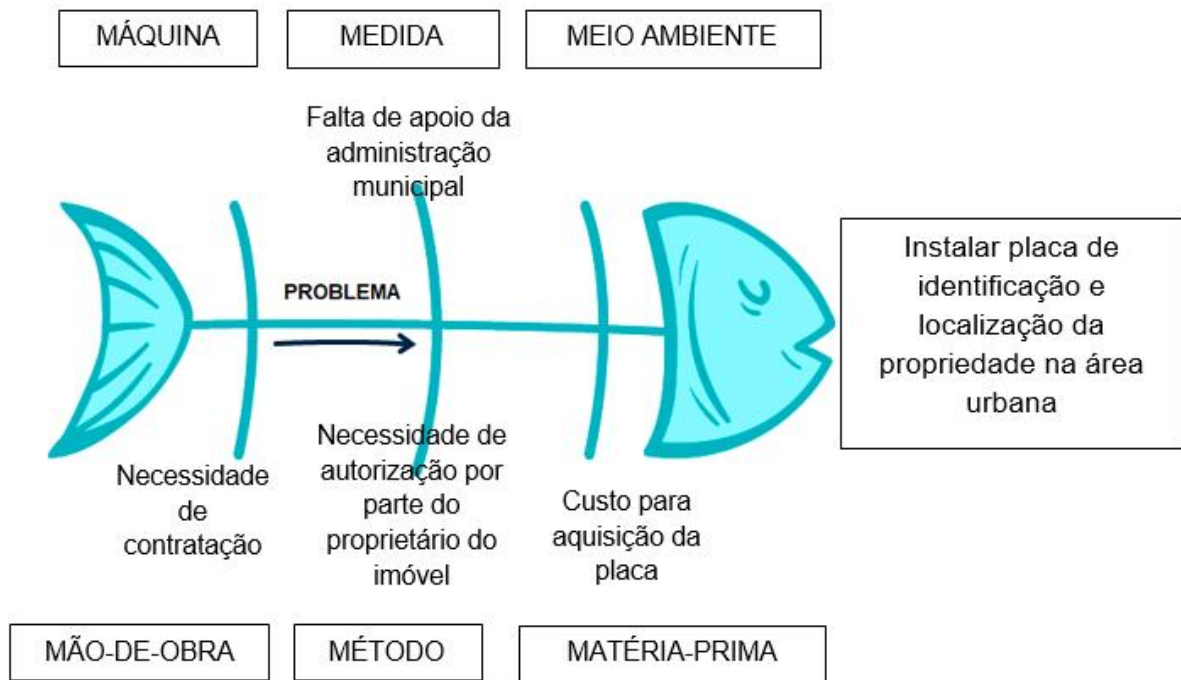 MÁQUINA
MEDIDA
MEIO AMBIENTE
Falta de apoio da
administração
municipal
PROBLEMA
Instalar placa de
identificação e
localização da
propriedade na área
urbana
Necessidade
de
contratação
Necessidade de
autorização por
parte do
proprietário do
imóvel
Custo para
aquisição da
placa
MÃO-DE-OBRA
MÉTODO
MATÉRIA-PRIMA